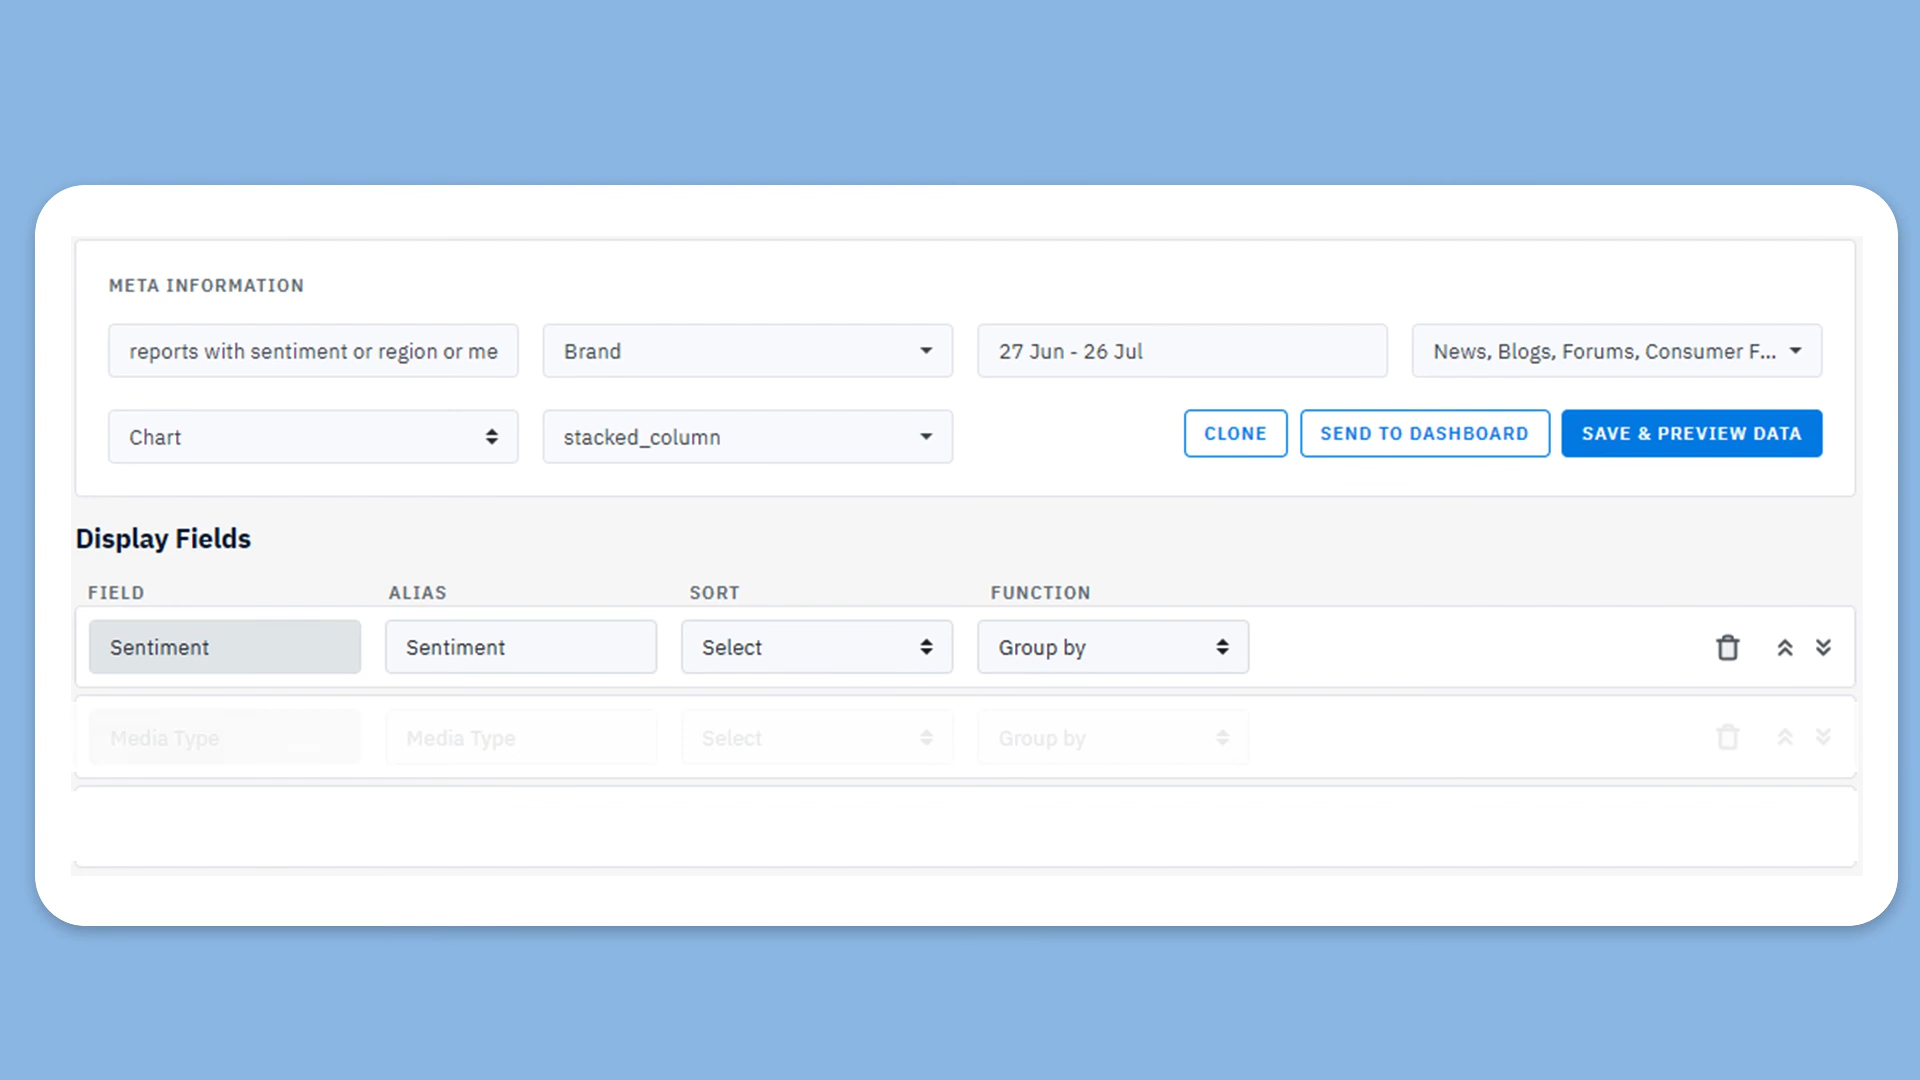 META INFORMATION
reports with sentiment or region or me
Brand
27 Jun - 26 Jul
News, Blogs, Forums, Consumer F...
Chart
stacked_column
CLONE
SEND TO DASHBOARD
SAVE & PREVIEW DATA
Display Fields
FIELD
ALIAS
SORT
FUNCTION
Sentiment
Sentiment
Select
Group by
Media Type
Media Type
Select
Group by